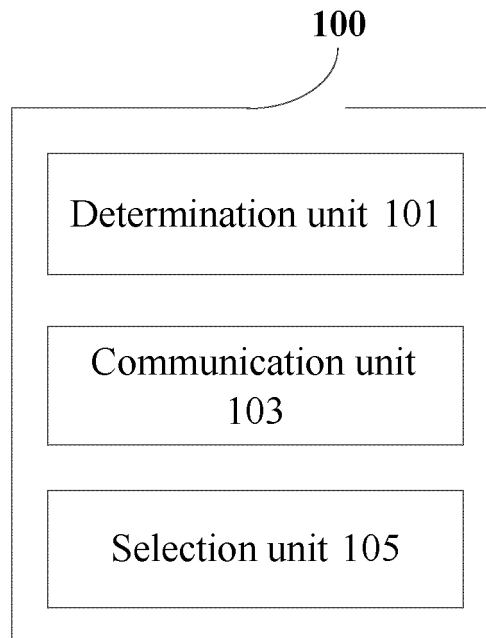 100
Determination unit 101
Communication unit
103
Selection unit 105